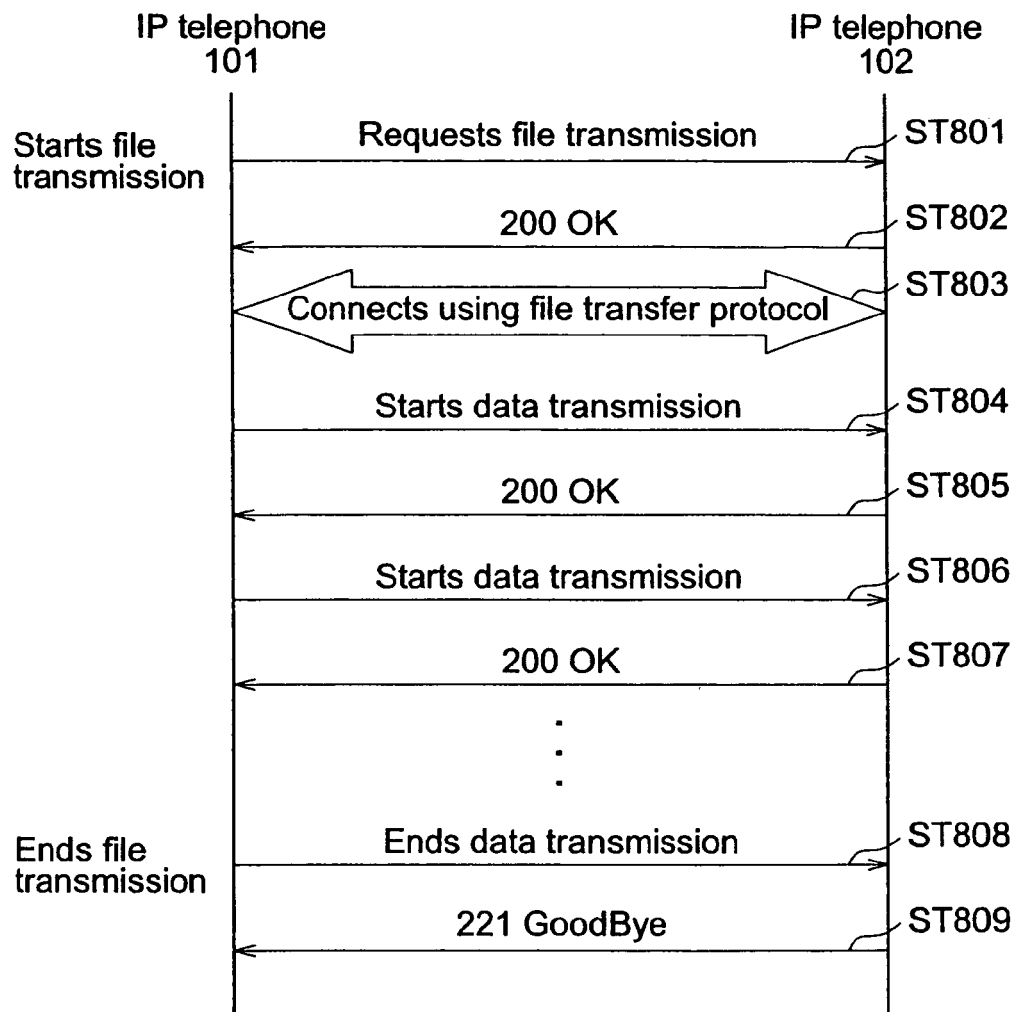 IP telephone
101
IP telephone
102
Starts file
transmission
Requests file transmission
ST801
200 OK
ST802
Connects using file transfer protocol
ST803
Starts data transmission
ST804
200 OK
ST805
Starts data transmission
ST806
200 OK
ST807
Ends file
transmission
Ends data transmission
ST808
221 GoodBye
ST809